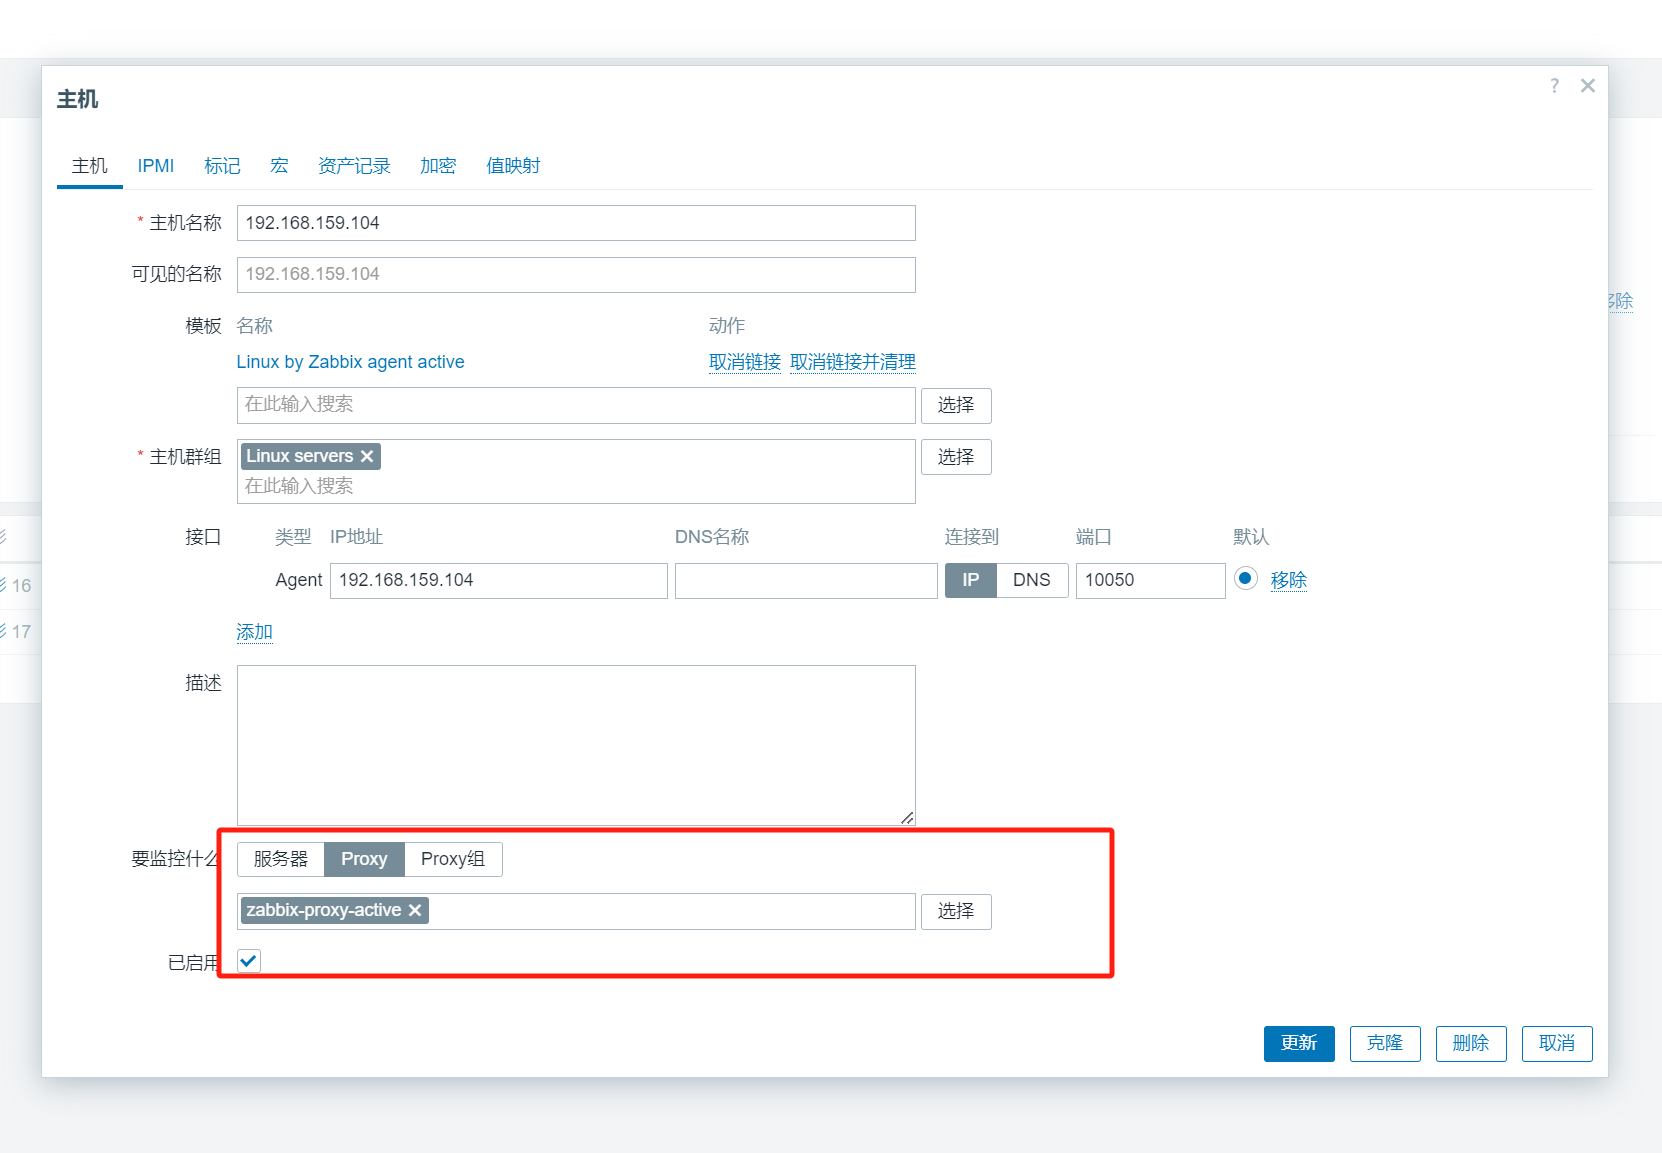 主机
?
主机 IPMI 标记 宏 资产记录 加密 值映射
* 主机名称 192.168.159.104
可见的名称 192.168.159.104
模板 名称 动作
移除
Linux by Zabbix agent active 取消链接 取消链接并清理
在此输入搜索 选择
* 主机群组 Linux servers 选择
在此输入搜索
接口 类型 IP地址 DNS名称 连接到 端口 默认
Agent 192.168.159.104 IP DNS 10050 移除
16
添加
17
描述
要监控什么 服务器 Proxy Proxy组
zabbix-proxy-active 选择
已启用
更新 克隆 删除 取消